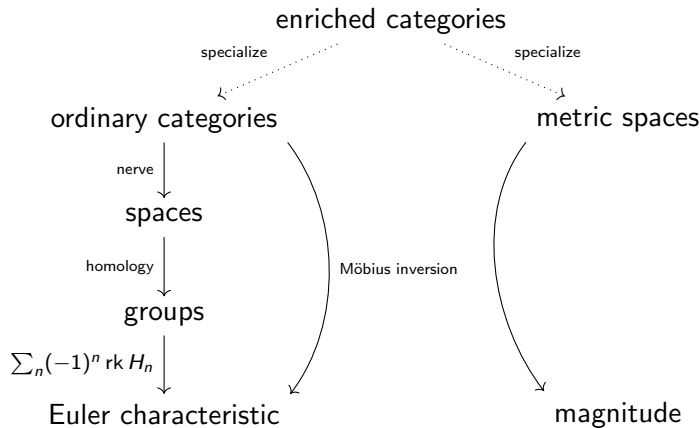 enriched categories
specialize
specialize
ordinary categories
metric spaces
nerve
spaces
homology
Möbius inversion
groups
∑ₙ(−1)ⁿ rk Hₙ
Euler characteristic
magnitude